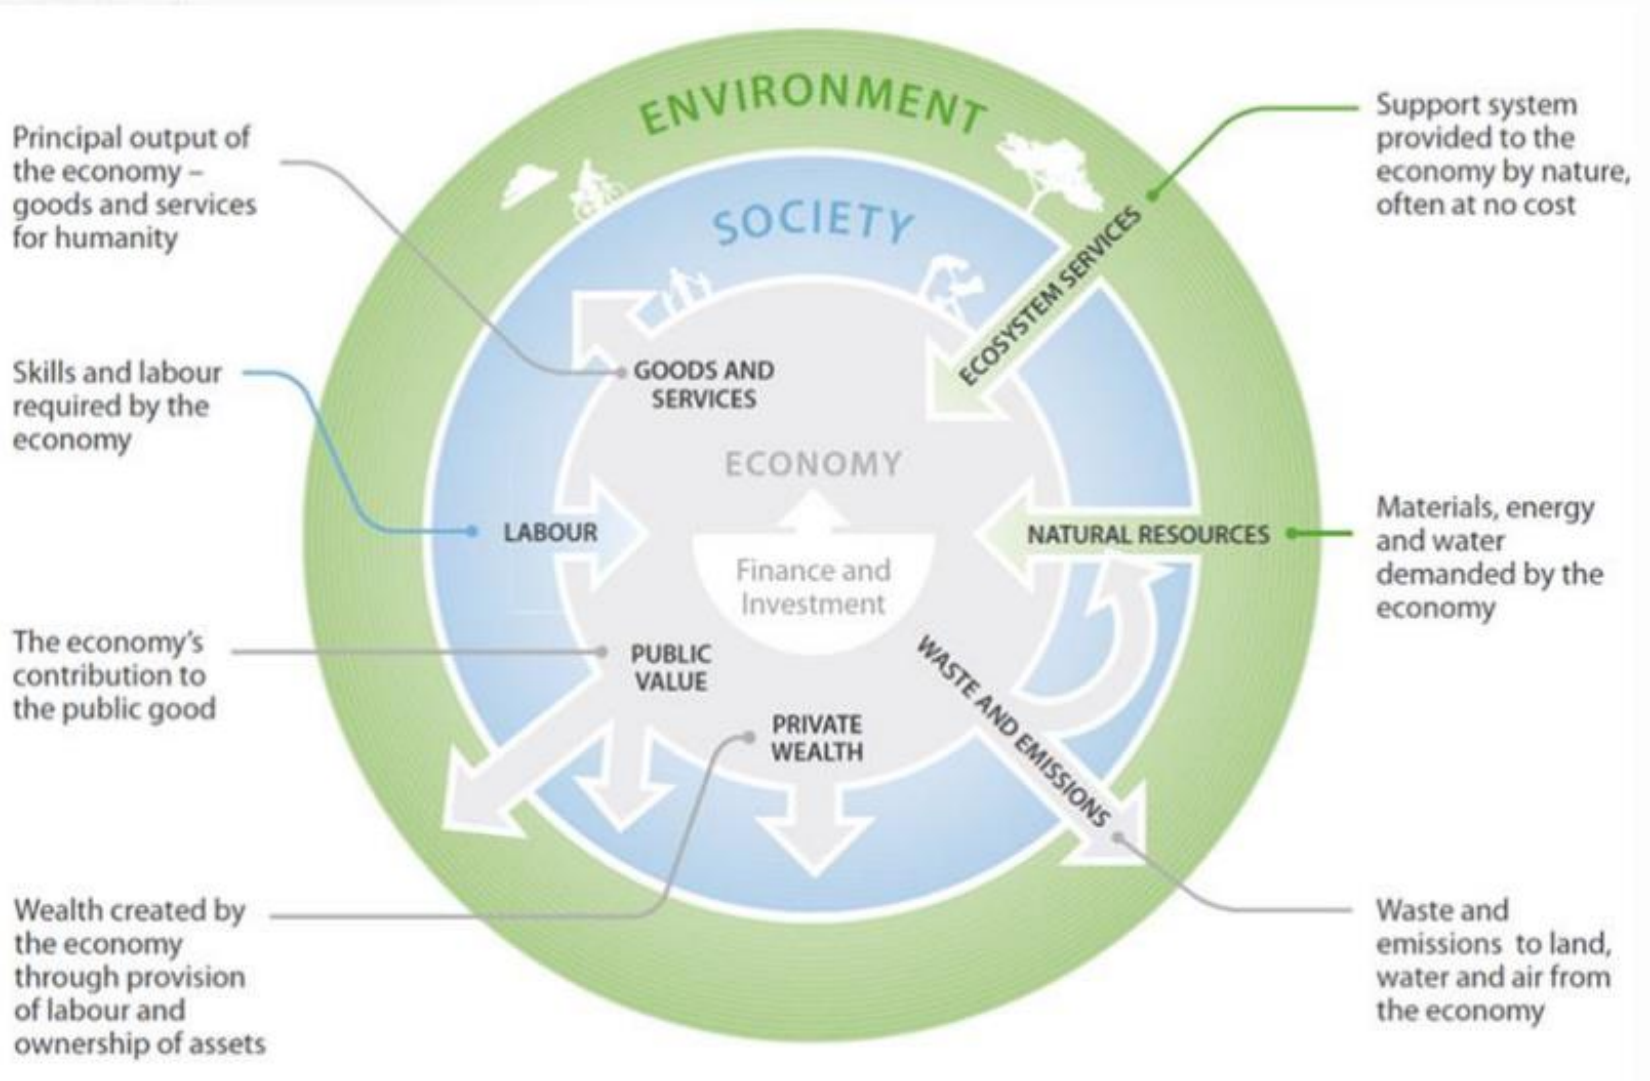 ENVIRONMENT
SOCIETY
Principal output of
the economy –
goods and services
for humanity
Skills and labour
required by the
economy
The economy's
contribution to
the public good
Wealth created by
the economy
through provision
of labour and
ownership of assets
GOODS AND
SERVICES
ECONOMY
LABOUR
Finance and
Investment
PUBLIC
VALUE
PRIVATE
WEALTH
ECOSYSTEM SERVICES
NATURAL RESOURCES
WASTE AND EMISSIONS
Support system
provided to the
economy by nature,
often at no cost
Materials, energy
and water
demanded by the
economy
Waste and
emissions to land,
water and air from
the economy